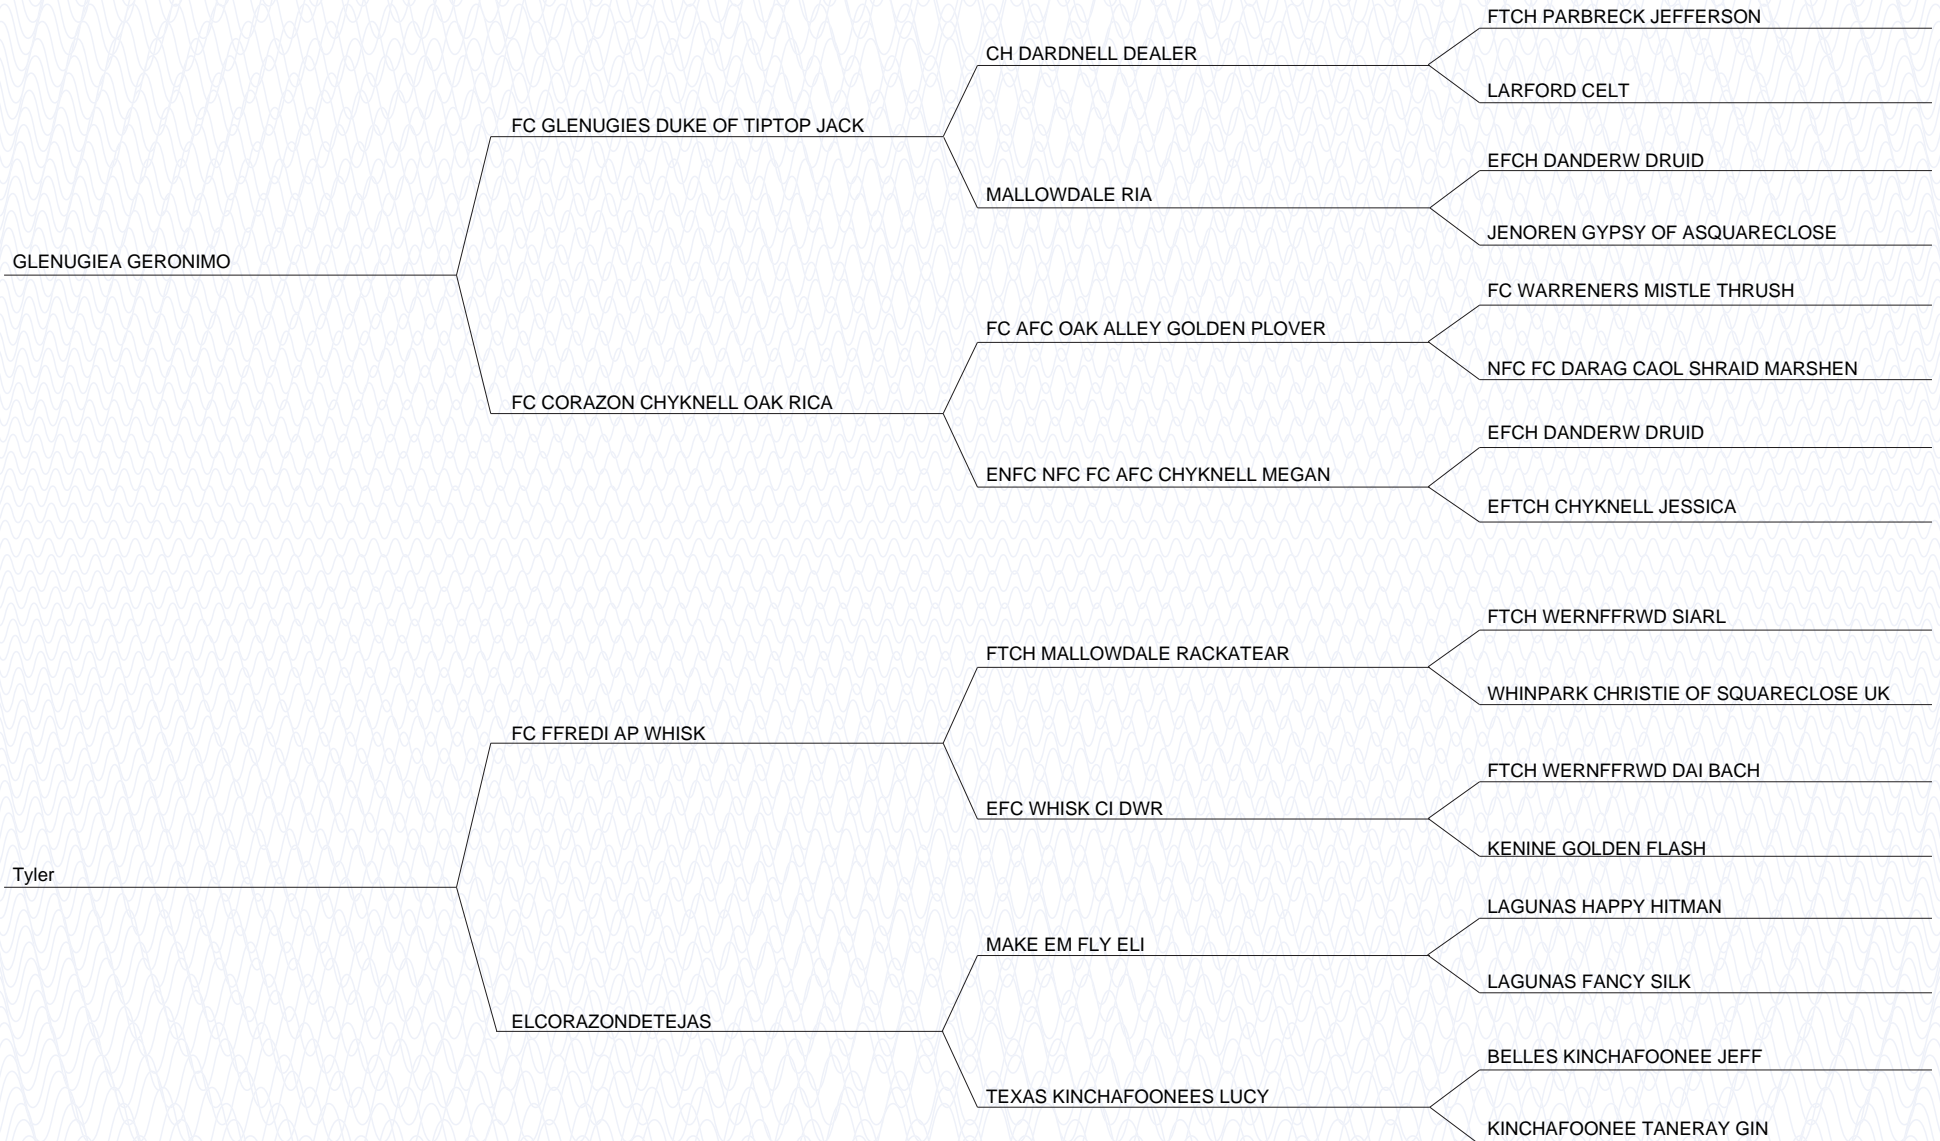 FTCH PARBRECK JEFFERSON
CH DARDNELL DEALER
LARFORD CELT
FC GLENUGIES DUKE OF TIPTOP JACK
EFCH DANDERW DRUID
MALLOWDALE RIA
JENOREN GYPSY OF ASQUARECLOSE
GLENUGIEA GERONIMO
FC WARRENERS MISTLE THRUSH
FC AFC OAK ALLEY GOLDEN PLOVER
NFC FC DARAG CAOL SHRAID MARSHEN
FC CORAZON CHYKNELL OAK RICA
EFCH DANDERW DRUID
ENFC NFC FC AFC CHYKNELL MEGAN
EFTCH CHYKNELL JESSICA
FTCH WERNFFRWD SIARL
FTCH MALLOWDALE RACKATEAR
WHINPARK CHRISTIE OF SQUARECLOSE UK
FC FFREDI AP WHISK
FTCH WERNFFRWD DAI BACH
EFC WHISK CI DWR
KENINE GOLDEN FLASH
Tyler
LAGUNAS HAPPY HITMAN
MAKE EM FLY ELI
LAGUNAS FANCY SILK
ELCORAZONDETEJAS
BELLES KINCHAFOONEE JEFF
TEXAS KINCHAFOONEES LUCY
KINCHAFOONEE TANERAY GIN